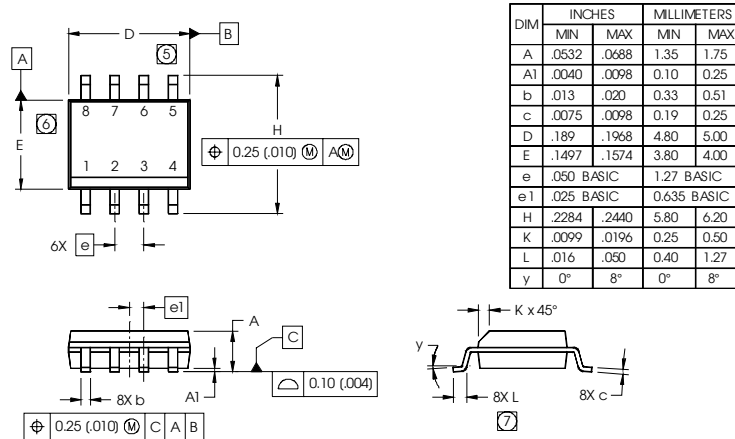 D
B
5
A
8 7 6 5
6
E
H
⌖ 0.25 (.010) Ⓜ AⓂ
1 2 3 4
6X e
DIM INCHES MILLIMETERS
MIN MAX MIN MAX
A .0532 .0688 1.35 1.75
A1 .0040 .0098 0.10 0.25
b .013 .020 0.33 0.51
c .0075 .0098 0.19 0.25
D .189 .1968 4.80 5.00
E .1497 .1574 3.80 4.00
e .050 BASIC 1.27 BASIC
e1 .025 BASIC 0.635 BASIC
H .2284 .2440 5.80 6.20
K .0099 .0196 0.25 0.50
L .016 .050 0.40 1.27
y 0° 8° 0° 8°
e1
A
C
8X b
A1
⌓ 0.10 (.004)
⌖ 0.25 (.010) Ⓜ C A B
K x 45°
y
8X L
8X c
7